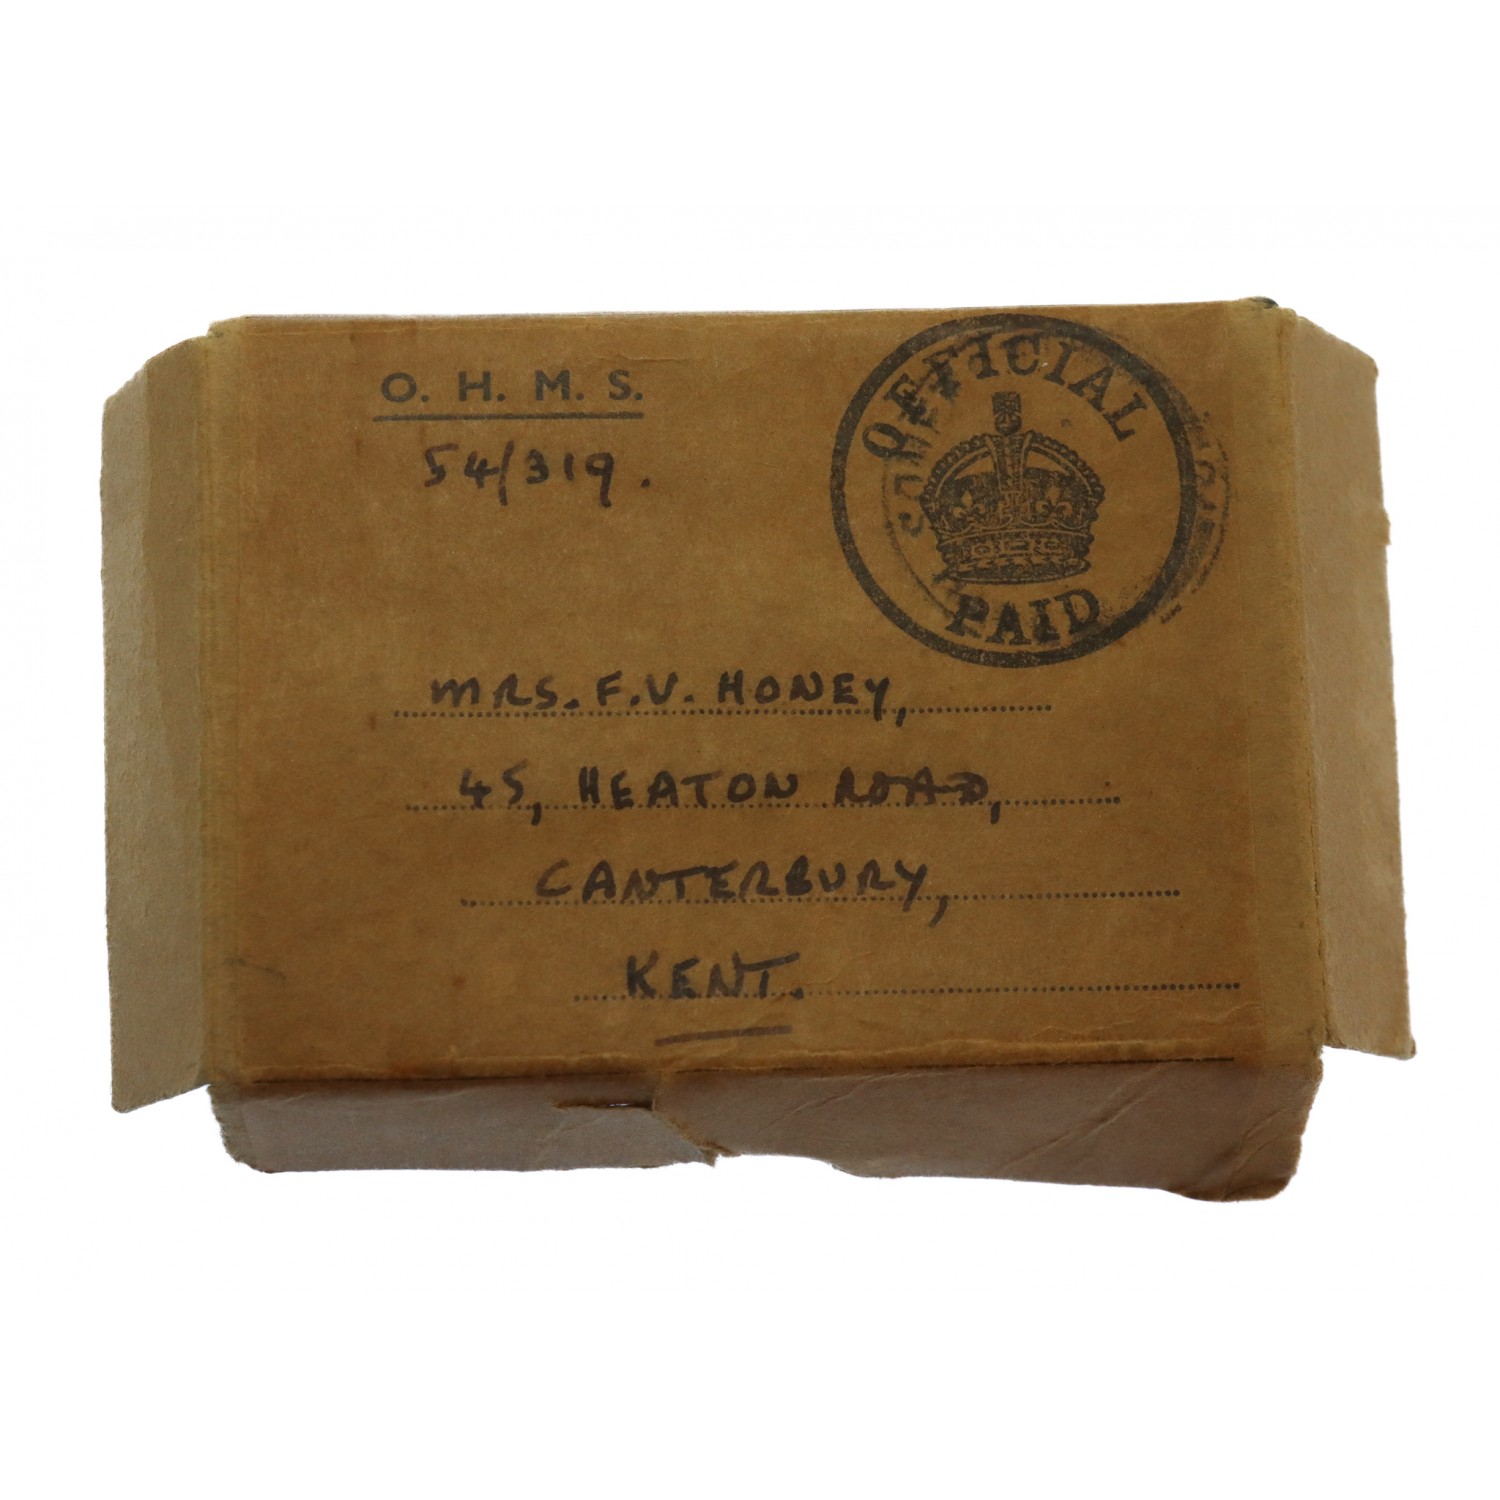 O. H. M. S.
54/319.
OFFICIAL
PAID
MRS. F.V. HONEY,
45, HEATON ROAD,
CANTERBURY,
KENT.